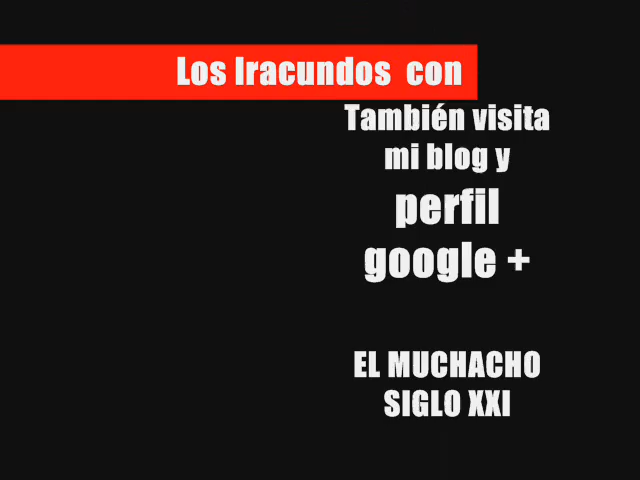 Los Iracundos con
También visita
mi blog y
perfil
google +
EL MUCHACHO
SIGLO XXI